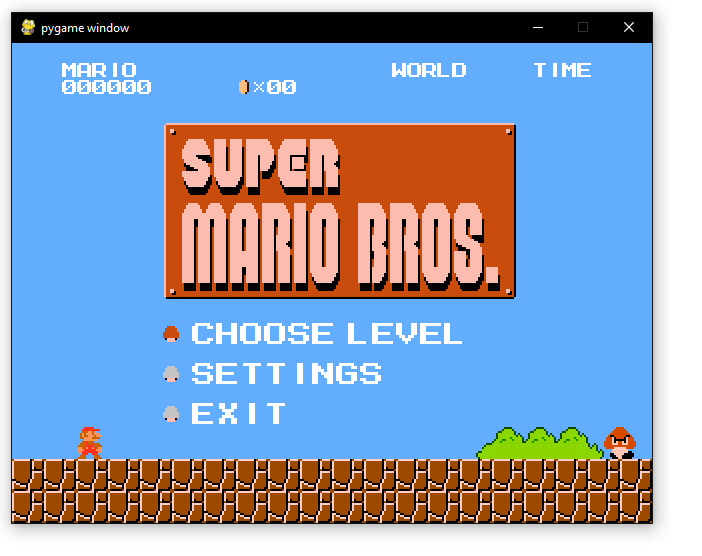 pygame window
MARIO WORLD TIME
000000 ×00
SUPER
MARIO BROS.
CHOOSE LEVEL
SETTINGS
EXIT